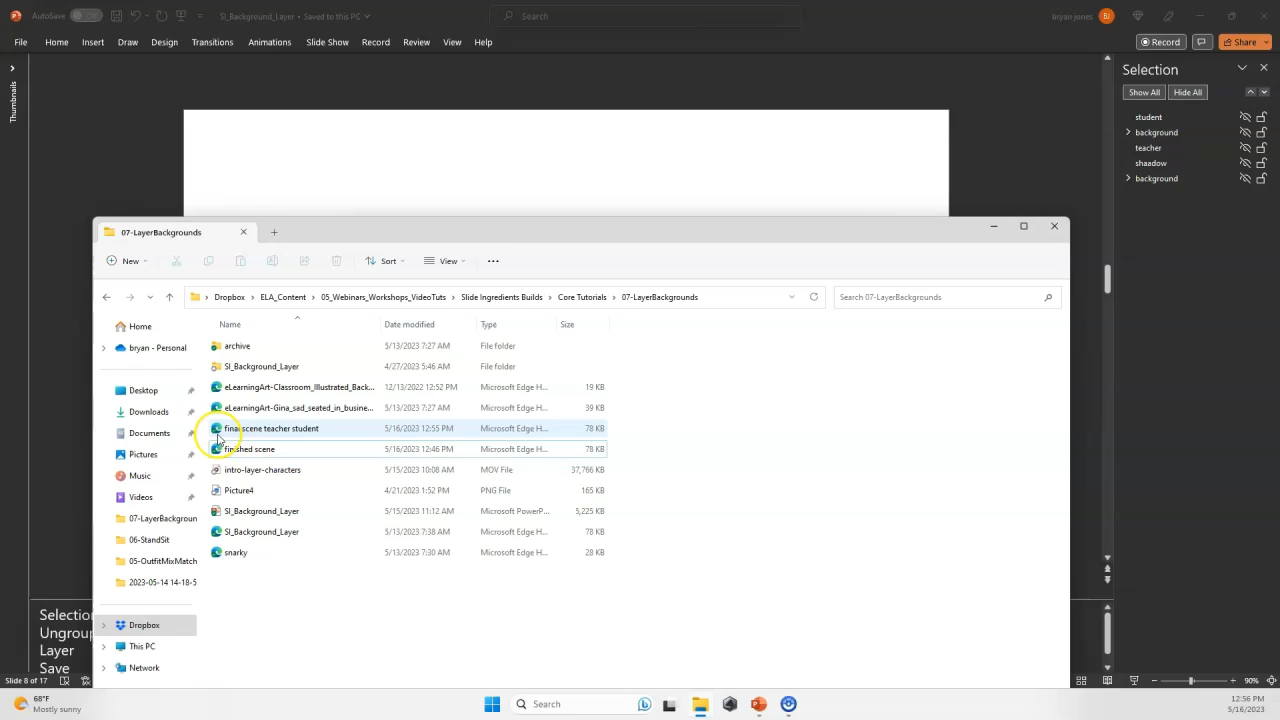 AutoSave Off SI_Background_Layer • Saved to this PC Search bryan jones BJ
File Home Insert Draw Design Transitions Animations Slide Show Record Review View Help Record Share
Thumbnails
Selection
Show All Hide All
student
background
teacher
shaadow
background
07-LayerBackgrounds
New Sort View
Dropbox ELA_Content 05_Webinars_Workshops_VideoTuts Slide Ingredients Builds Core Tutorials 07-LayerBackgrounds Search 07-LayerBackgrounds
Name Date modified Type Size
Home
bryan - Personal
Desktop
Downloads
Documents
Pictures
Music
Videos
07-LayerBackgroun
06-StandSit
05-OutfitMixMatch
2023-05-14 14-18-5
Dropbox
This PC
Network
archive 5/13/2023 7:27 AM File folder
SI_Background_Layer 4/27/2023 5:46 AM File folder
eLearningArt-Classroom_Illustrated_Back... 12/13/2022 12:52 PM Microsoft Edge H... 19 KB
eLearningArt-Gina_sad_seated_in_busine... 5/13/2023 7:27 AM Microsoft Edge H... 39 KB
final scene teacher student 5/16/2023 12:55 PM Microsoft Edge H... 78 KB
finished scene 5/16/2023 12:46 PM Microsoft Edge H... 78 KB
intro-layer-characters 5/15/2023 10:08 AM MOV File 37,766 KB
Picture4 4/21/2023 1:52 PM PNG File 165 KB
SI_Background_Layer 5/15/2023 11:12 AM Microsoft PowerP... 5,225 KB
SI_Background_Layer 5/13/2023 7:38 AM Microsoft Edge H... 78 KB
snarky 5/13/2023 7:30 AM Microsoft Edge H... 28 KB
Selection
Ungroup
Layer
Save
Slide 8 of 17 90%
68°F
Mostly sunny
Search
12:56 PM
5/16/2023